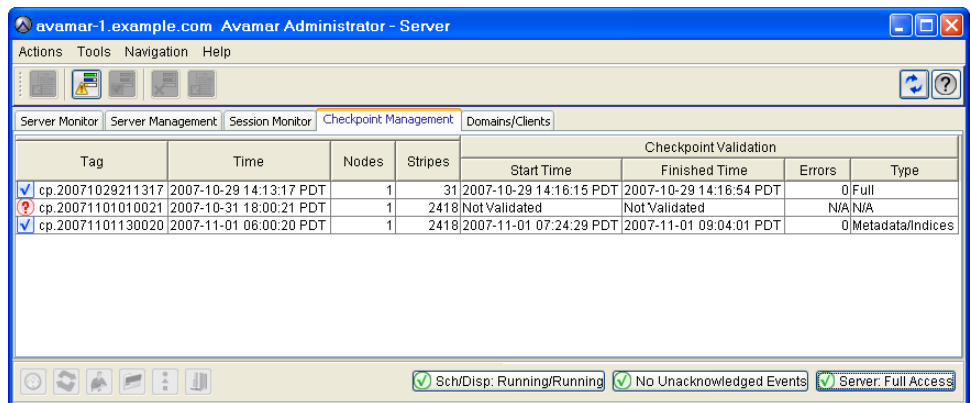 avamar-1.example.com Avamar Administrator - Server
Actions Tools Navigation Help
Server Monitor Server Management Session Monitor Checkpoint Management Domains/Clients
Tag Time Nodes Stripes Checkpoint Validation
Start Time Finished Time Errors Type
cp.20071029211317 2007-10-29 14:13:17 PDT 1 31 2007-10-29 14:16:15 PDT 2007-10-29 14:16:54 PDT 0 Full
cp.20071101010021 2007-10-31 18:00:21 PDT 1 2418 Not Validated Not Validated N/A N/A
cp.20071101130020 2007-11-01 06:00:20 PDT 1 2418 2007-11-01 07:24:29 PDT 2007-11-01 09:04:01 PDT 0 Metadata/Indices
Sch/Disp: Running/Running No Unacknowledged Events Server: Full Access